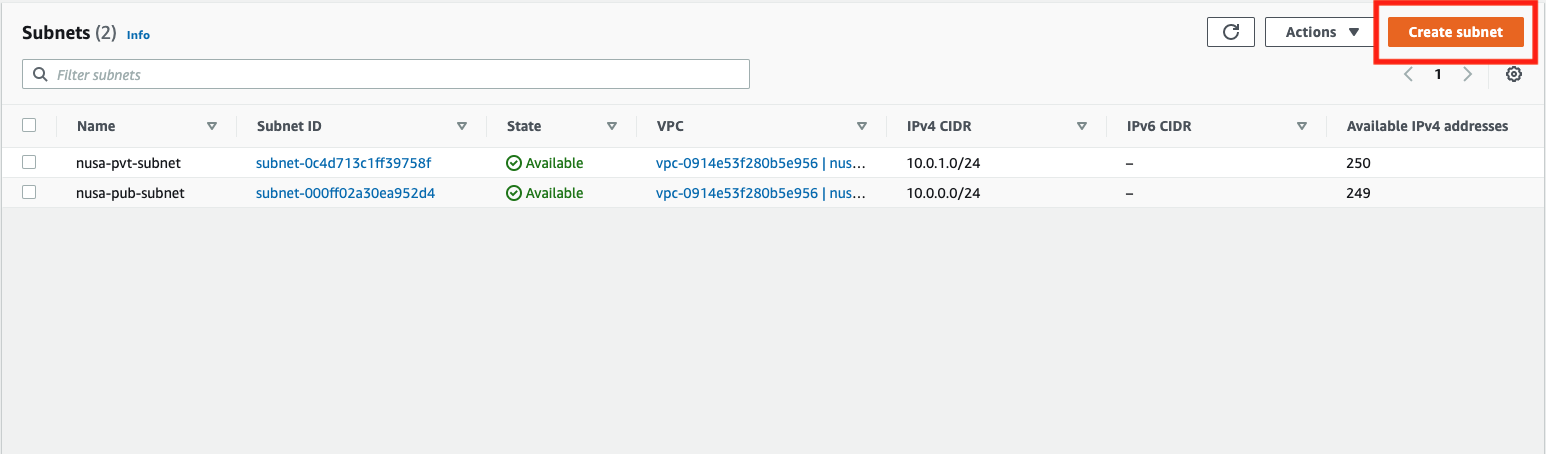 Subnets (2) Info
Actions
Create subnet
Filter subnets
1
Name Subnet ID State VPC IPv4 CIDR IPv6 CIDR Available IPv4 addresses
nusa-pvt-subnet subnet-0c4d713c1ff39758f Available vpc-0914e53f280b5e956 | nus... 10.0.1.0/24 – 250
nusa-pub-subnet subnet-000ff02a30ea952d4 Available vpc-0914e53f280b5e956 | nus... 10.0.0.0/24 – 249